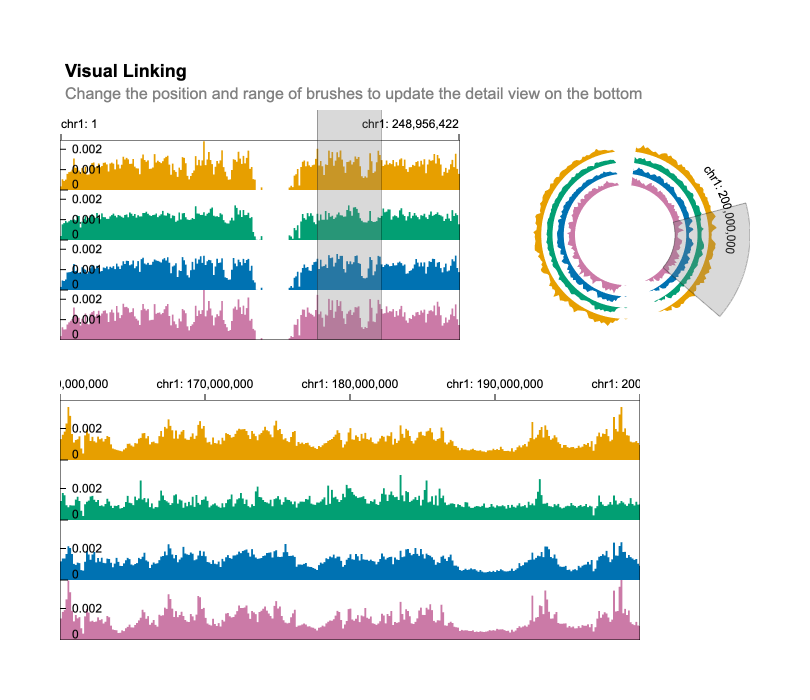 Visual Linking
Change the position and range of brushes to update the detail view on the bottom
chr1: 1
chr1: 248,956,422
0.002
0.001
0
0.002
0.001
0
0.002
0.001
0
0.002
0.001
0
chr1: 200,000,000
0,000,000
chr1: 170,000,000
chr1: 180,000,000
chr1: 190,000,000
chr1: 200
0.002
0
0.002
0
0.002
0
0.002
0